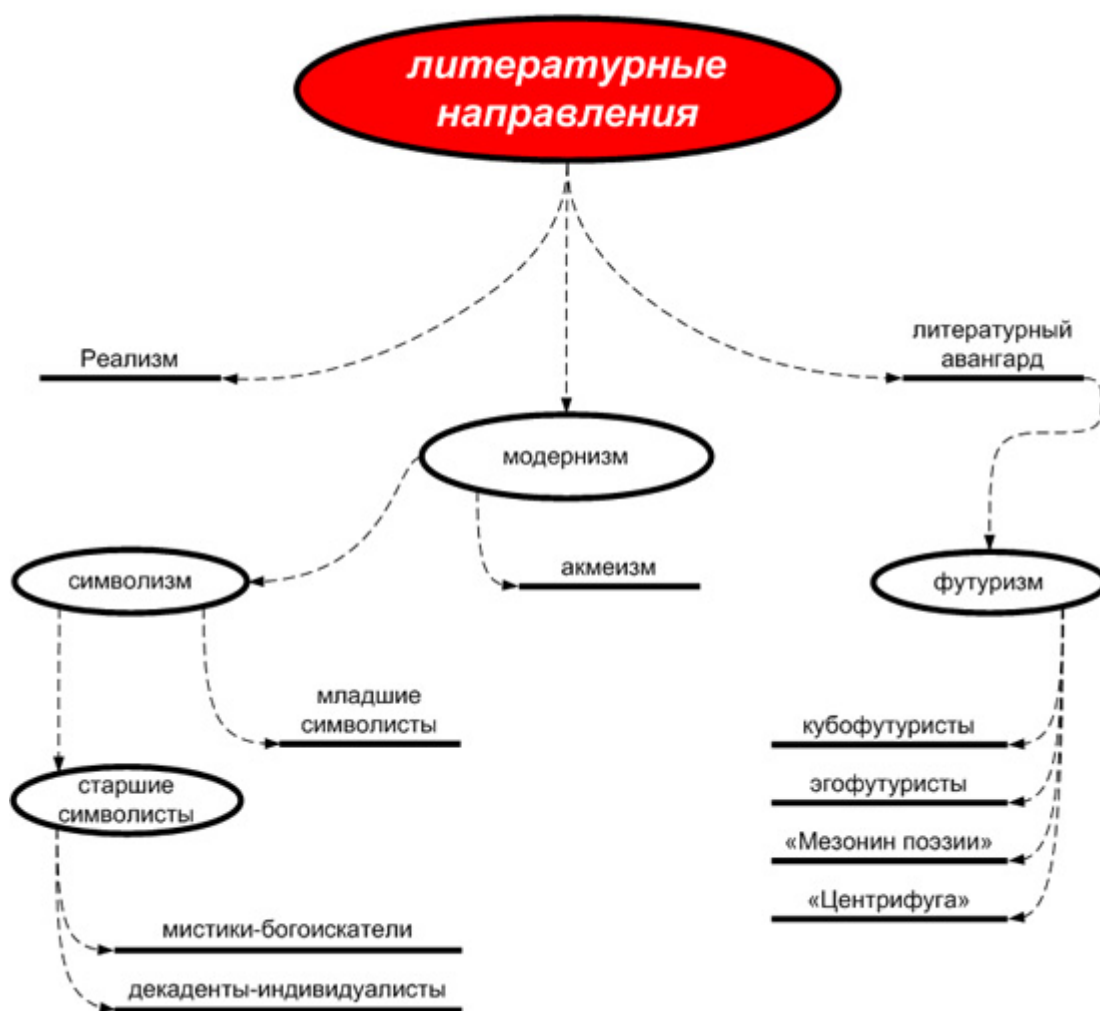 литературные
направления
Реализм
литературный
авангард
модернизм
символизм
акмеизм
футуризм
младшие
символисты
кубофутуристы
старшие
символисты
эгофутуристы
«Мезонин поэзии»
«Центрифуга»
мистики-богоискатели
декаденты-индивидуалисты